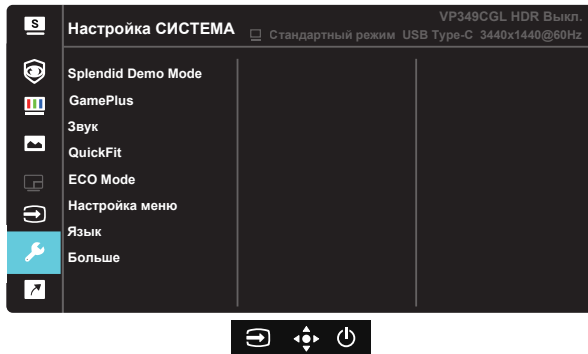 S
Настройка СИСТЕМА
VP349CGL HDR Выкл.
Стандартный режим USB Type-C 3440x1440@60Hz
Splendid Demo Mode
GamePlus
Звук
QuickFit
ECO Mode
Настройка меню
Язык
Больше